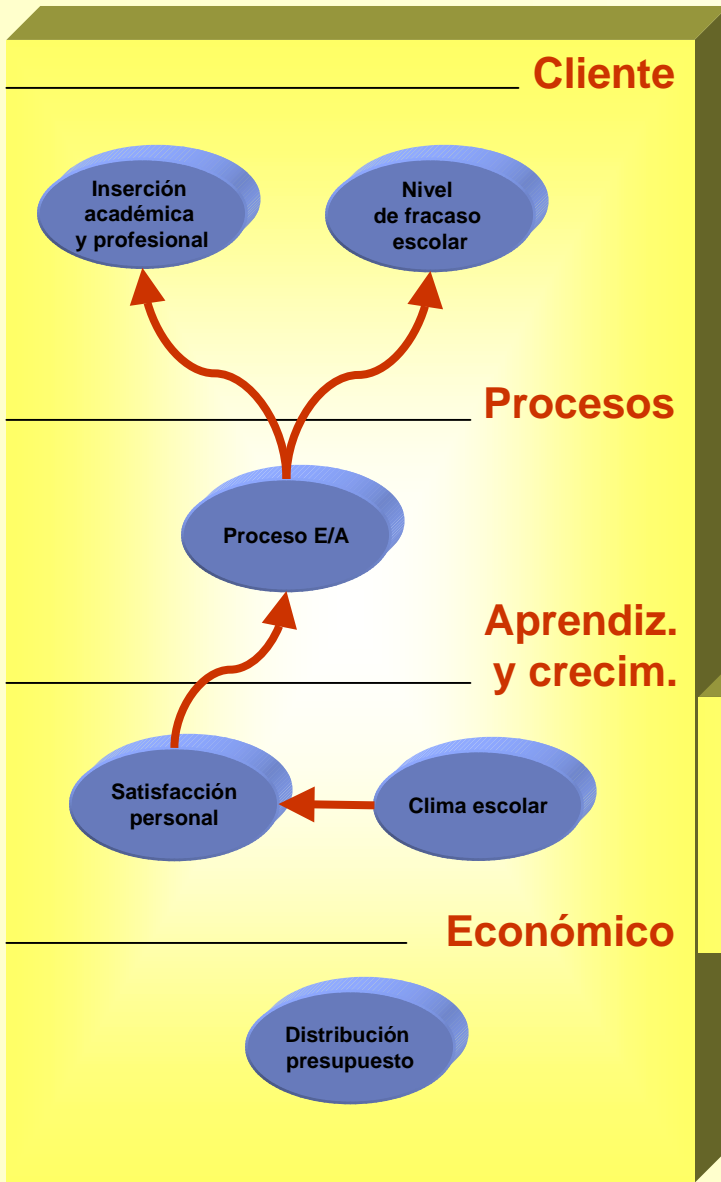 Cliente
Inserción
académica
y profesional
Nivel
de fracaso
escolar
Procesos
Proceso E/A
Aprendiz.
y crecim.
Satisfacción
personal
Clima escolar
Económico
Distribución
presupuesto